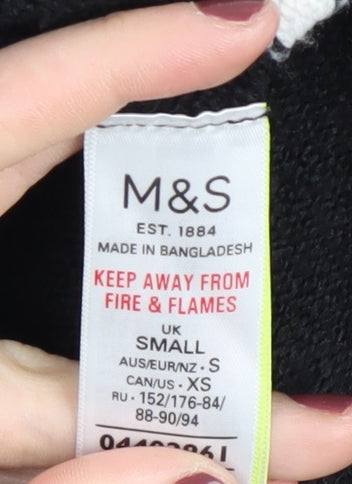 M&S
EST. 1884
MADE IN BANGLADESH
KEEP AWAY FROM
FIRE & FLAMES
UK
SMALL
AUS/EUR/NZ · S
CAN/US · XS
RU · 152/176-84/
88-90/94